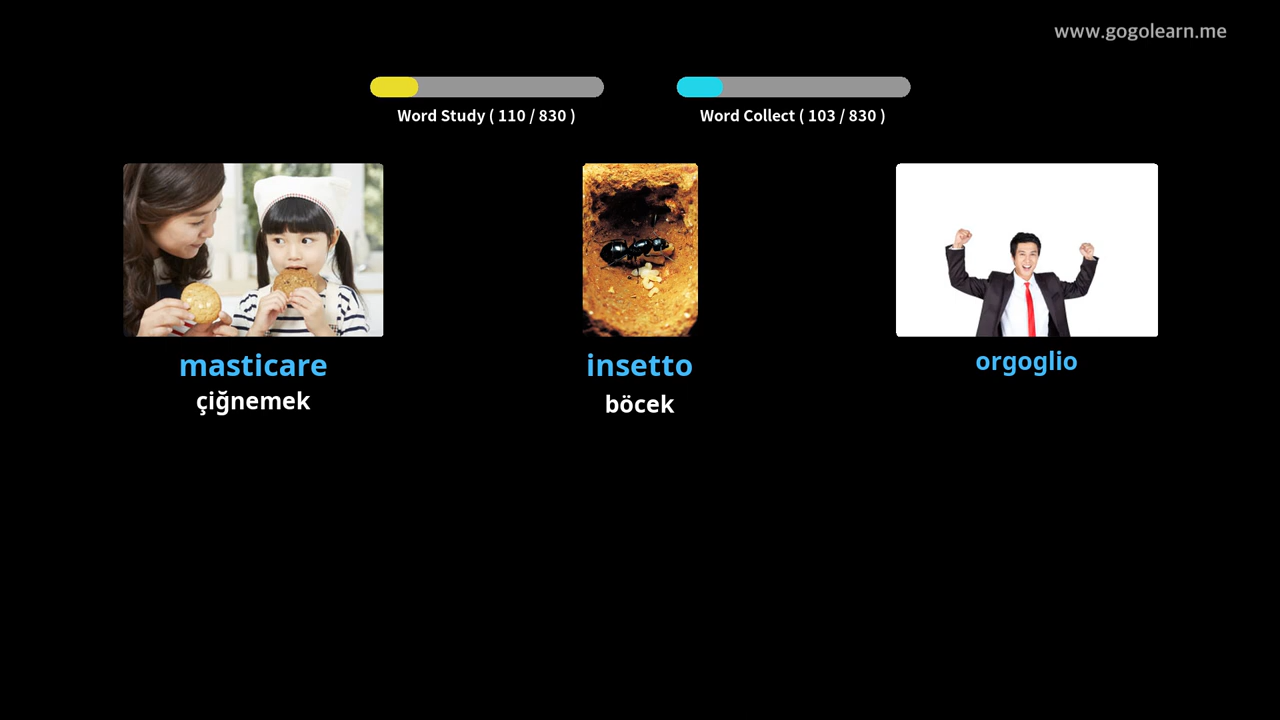 www.gogolearn.me
Word Study ( 110 / 830 )
Word Collect ( 103 / 830 )
masticare
çiğnemek
insetto
böcek
orgoglio